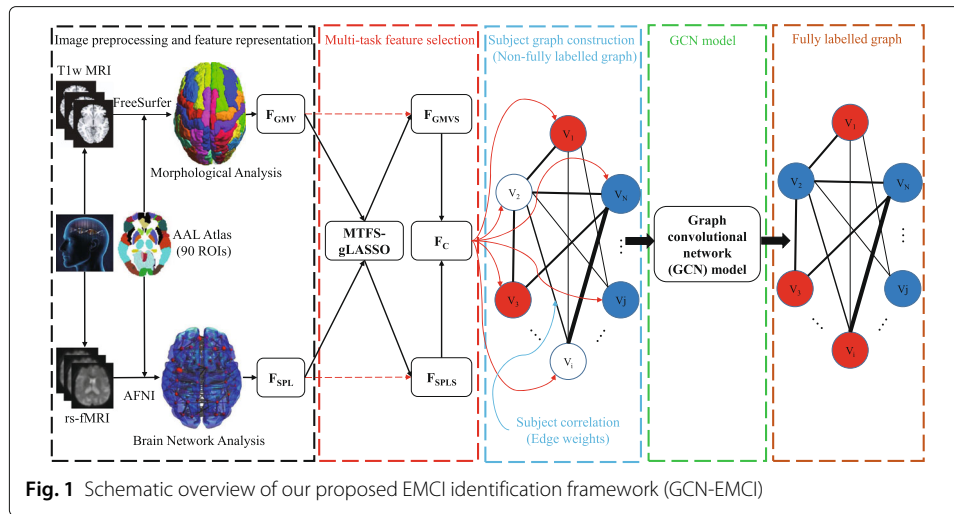 Image preprocessing and feature representation
T1w MRI
FreeSurfer
Morphological Analysis
F_GMV
AAL Atlas
(90 ROIs)
rs-fMRI
AFNI
Brain Network Analysis
F_SPL
Multi-task feature selection
MTFS-
gLASSO
F_GMVS
F_C
F_SPLS
Subject graph construction
(Non-fully labelled graph)
V_1
V_2
V_N
V_3
Vj
V_i
...
...
Subject correlation
(Edge weights)
GCN model
Graph
convolutional
network
(GCN) model
Fully labelled graph
V_1
V_2
V_N
V_3
Vj
V_i
...
...
Fig. 1 Schematic overview of our proposed EMCI identification framework (GCN-EMCI)